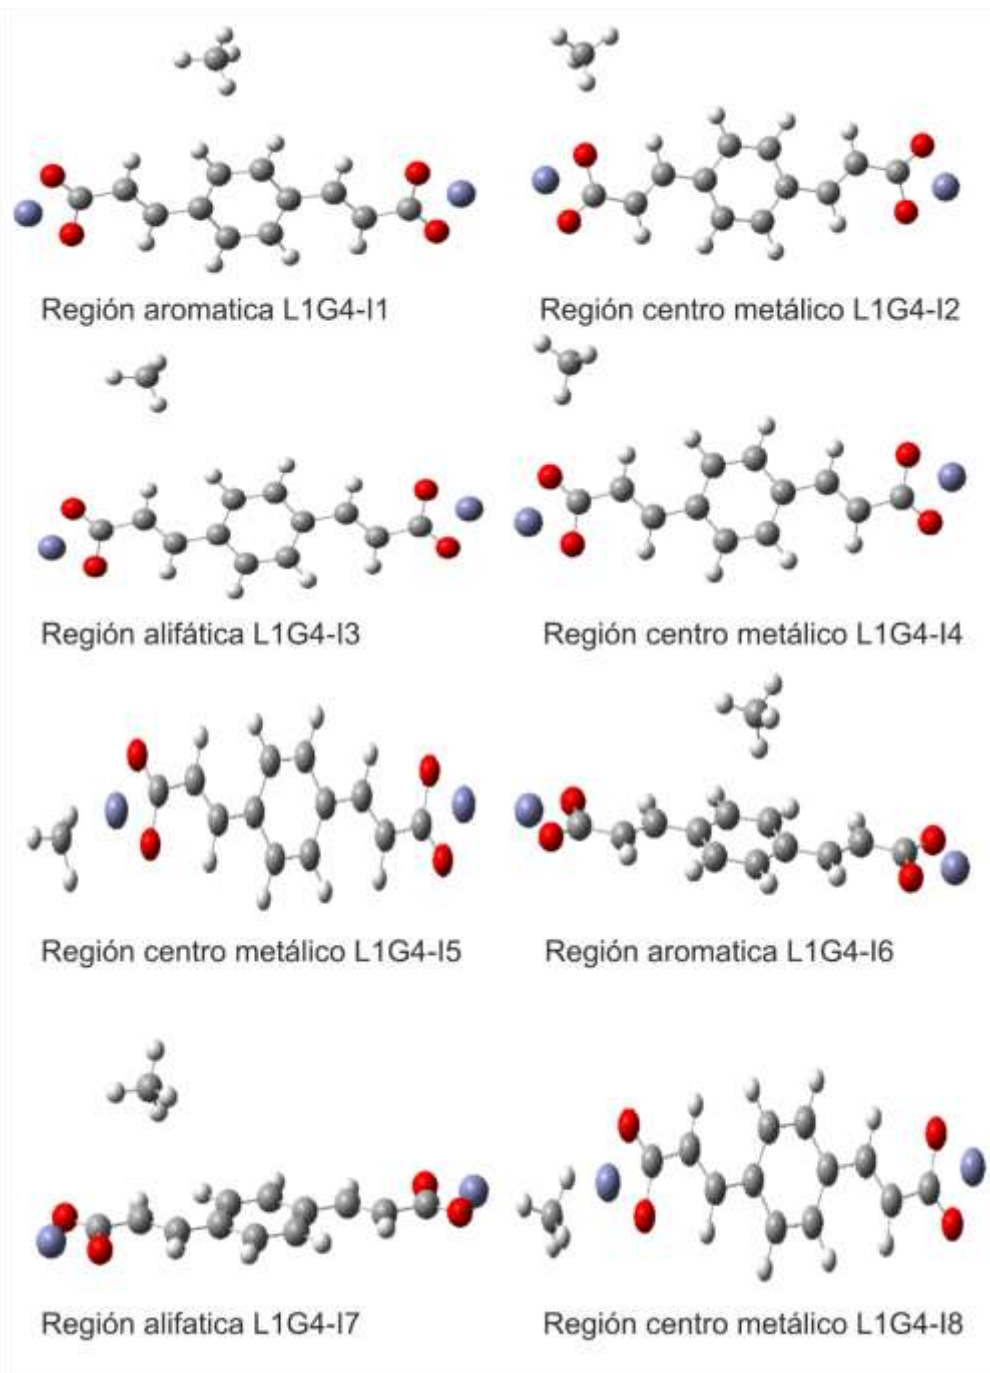 Región aromatica L1G4-I1
Región centro metálico L1G4-I2
Región alifática L1G4-I3
Región centro metálico L1G4-I4
Región centro metálico L1G4-I5
Región aromatica L1G4-I6
Región alifatica L1G4-I7
Región centro metálico L1G4-I8